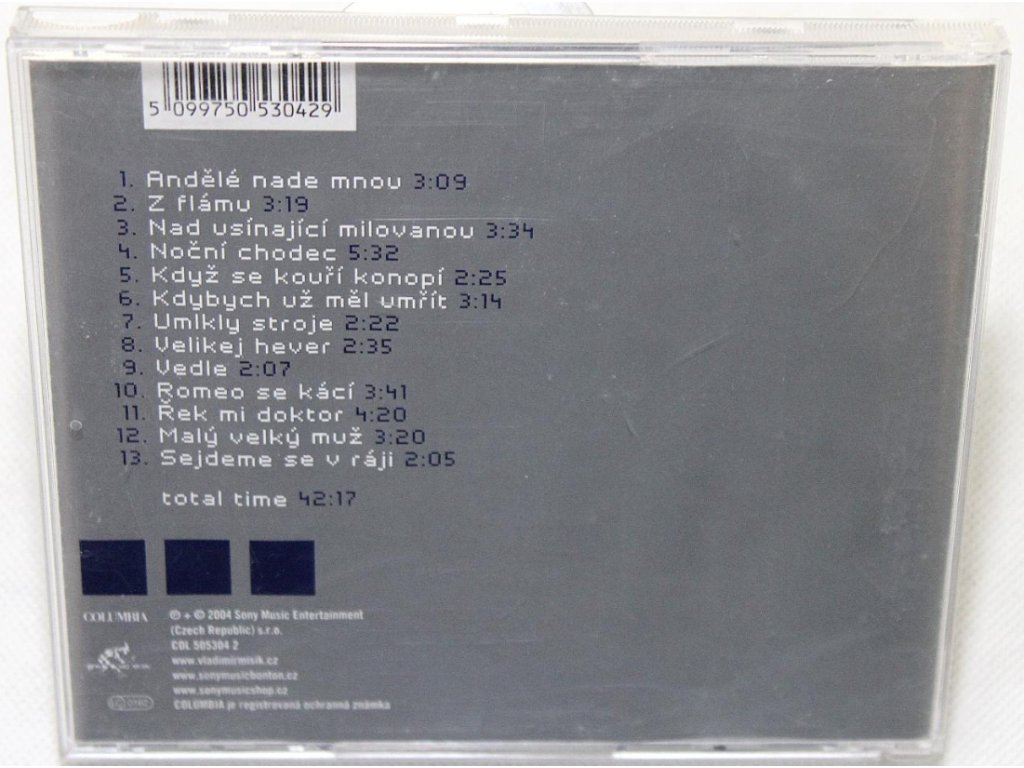 5 099750 530429
1. Andělé nade mnou 3:09
2. Z flámu 3:19
3. Nad usínající milovanou 3:34
4. Noční chodec 5:32
5. Když se kouří konopí 2:25
6. Kdybych už měl umřít 3:14
7. Umlkly stroje 2:22
8. Velikej hever 2:35
9. Vedle 2:07
10. Romeo se kácí 3:41
11. Řek mi doktor 4:20
12. Malý velký muž 3:20
13. Sejdeme se v ráji 2:05
total time 42:17
COLUMBIA
℗ + © 2004 Sony Music Entertainment
(Czech Republic) s.r.o.
COL 505304 2
www.vladimirmisik.cz
www.sonymusicbonton.cz
www.sonymusicshop.cz
COLUMBIA je registrovaná ochranná známka